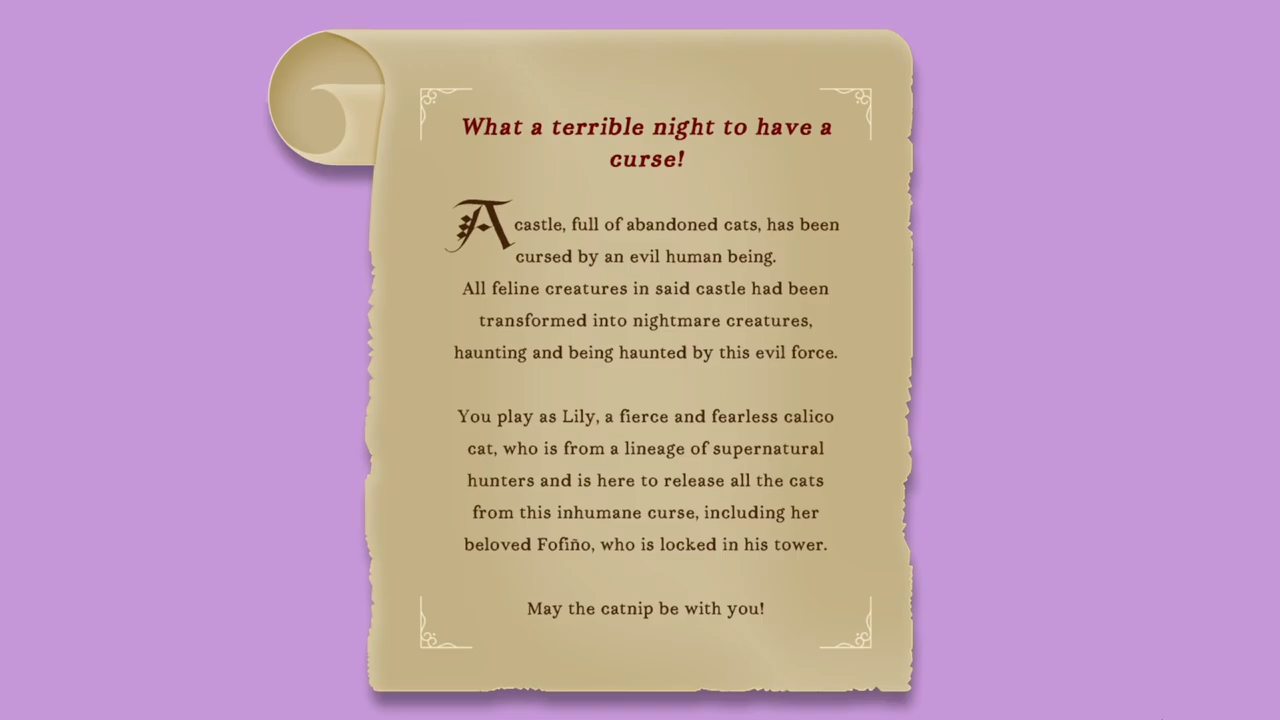 What a terrible night to have a
curse!
A castle, full of abandoned cats, has been
cursed by an evil human being.
All feline creatures in said castle had been
transformed into nightmare creatures,
haunting and being haunted by this evil force.
You play as Lily, a fierce and fearless calico
cat, who is from a lineage of supernatural
hunters and is here to release all the cats
from this inhumane curse, including her
beloved Fofiño, who is locked in his tower.
May the catnip be with you!